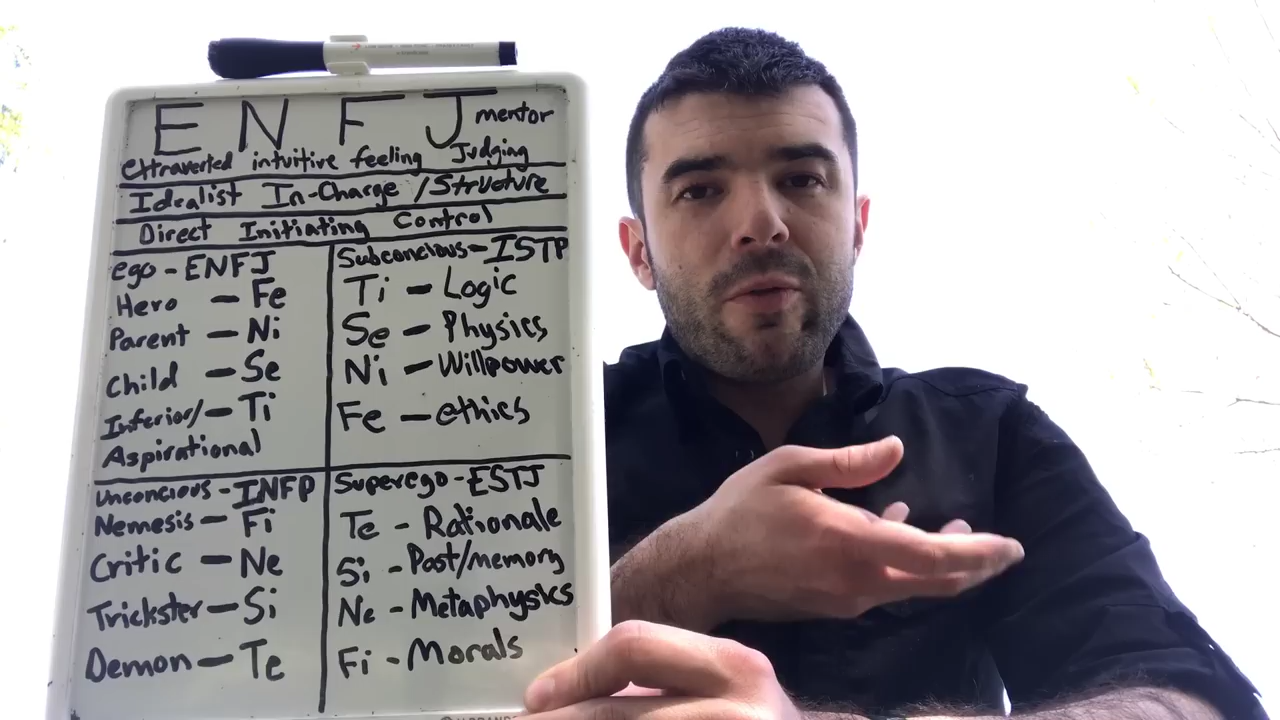 E N F J mentor
extraverted intuitive feeling Judging
Idealist In-Charge / Structure
Direct Initiating Control
ego - ENFJ
Hero - Fe
Parent - Ni
Child - Se
Inferior/ - Ti
Aspirational
Subconcious - ISTP
Ti - Logic
Se - Physics
Ni - Willpower
Fe - ethics
Unconcious - INFP
Nemesis - Fi
Critic - Ne
Trickster - Si
Demon - Te
Superego - ESTJ
Te - Rationale
Si - Past/memory
Ne - Metaphysics
Fi - Morals